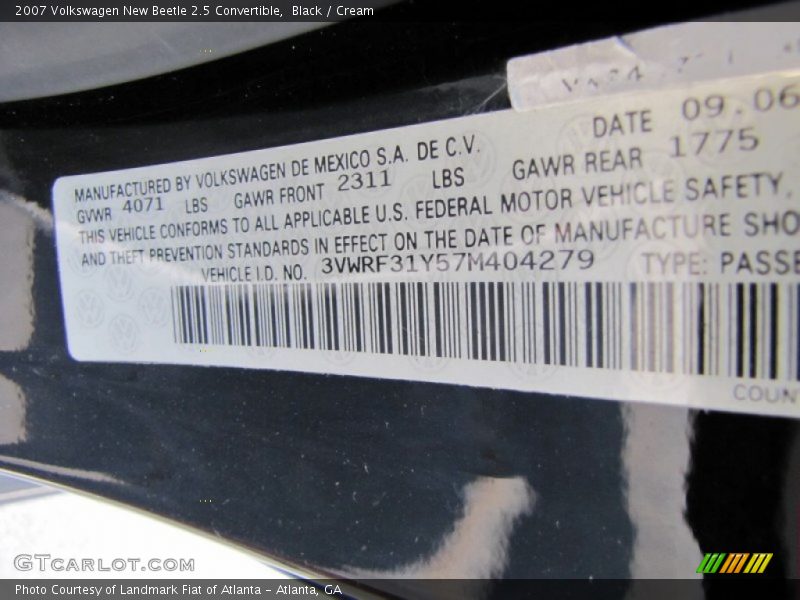 2007 Volkswagen New Beetle 2.5 Convertible, Black / Cream
DATE 09.06
MANUFACTURED BY VOLKSWAGEN DE MEXICO S.A. DE C.V.
GVWR 4071 LBS GAWR FRONT 2311 LBS GAWR REAR 1775
THIS VEHICLE CONFORMS TO ALL APPLICABLE U.S. FEDERAL MOTOR VEHICLE SAFETY,
AND THEFT PREVENTION STANDARDS IN EFFECT ON THE DATE OF MANUFACTURE SHO
VEHICLE I.D. NO. 3VWRF31Y57M404279 TYPE: PASSE
COUN
GTcarlot.com
Photo Courtesy of Landmark Fiat of Atlanta - Atlanta, GA